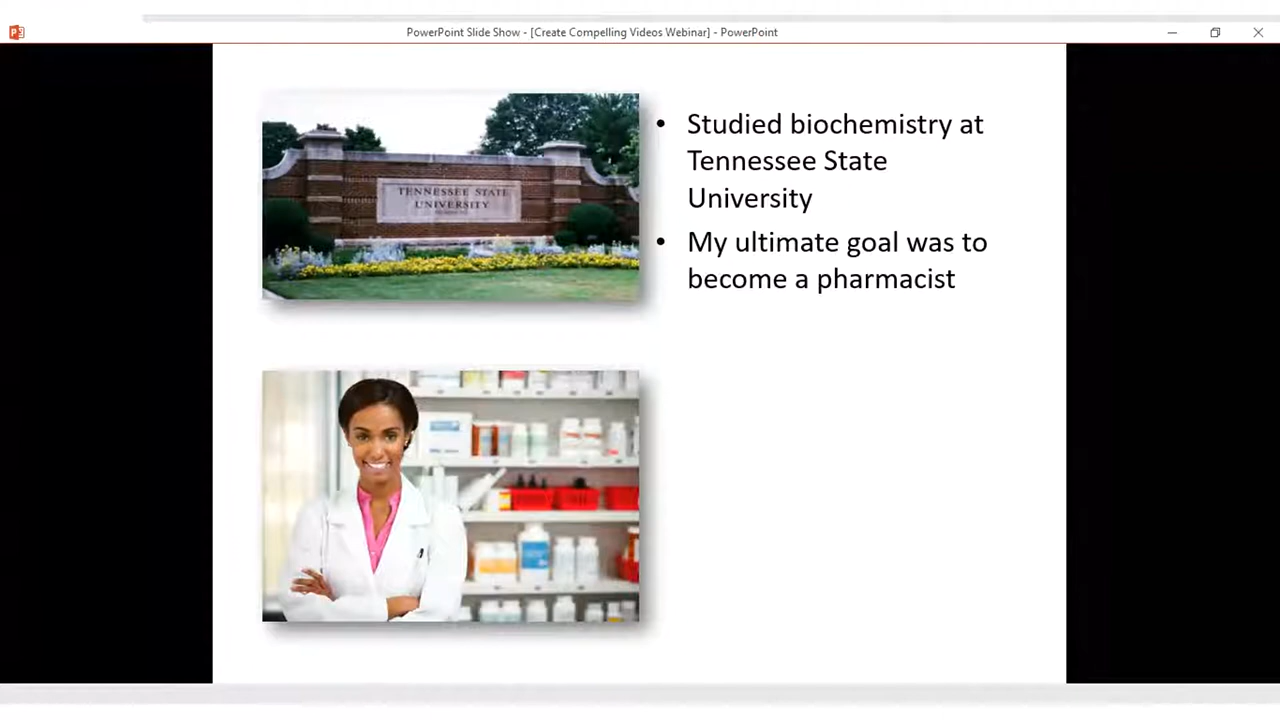 PowerPoint Slide Show - [Create Compelling Videos Webinar] - PowerPoint
TENNESSEE STATE
UNIVERSITY
• Studied biochemistry at
Tennessee State
University
• My ultimate goal was to
become a pharmacist